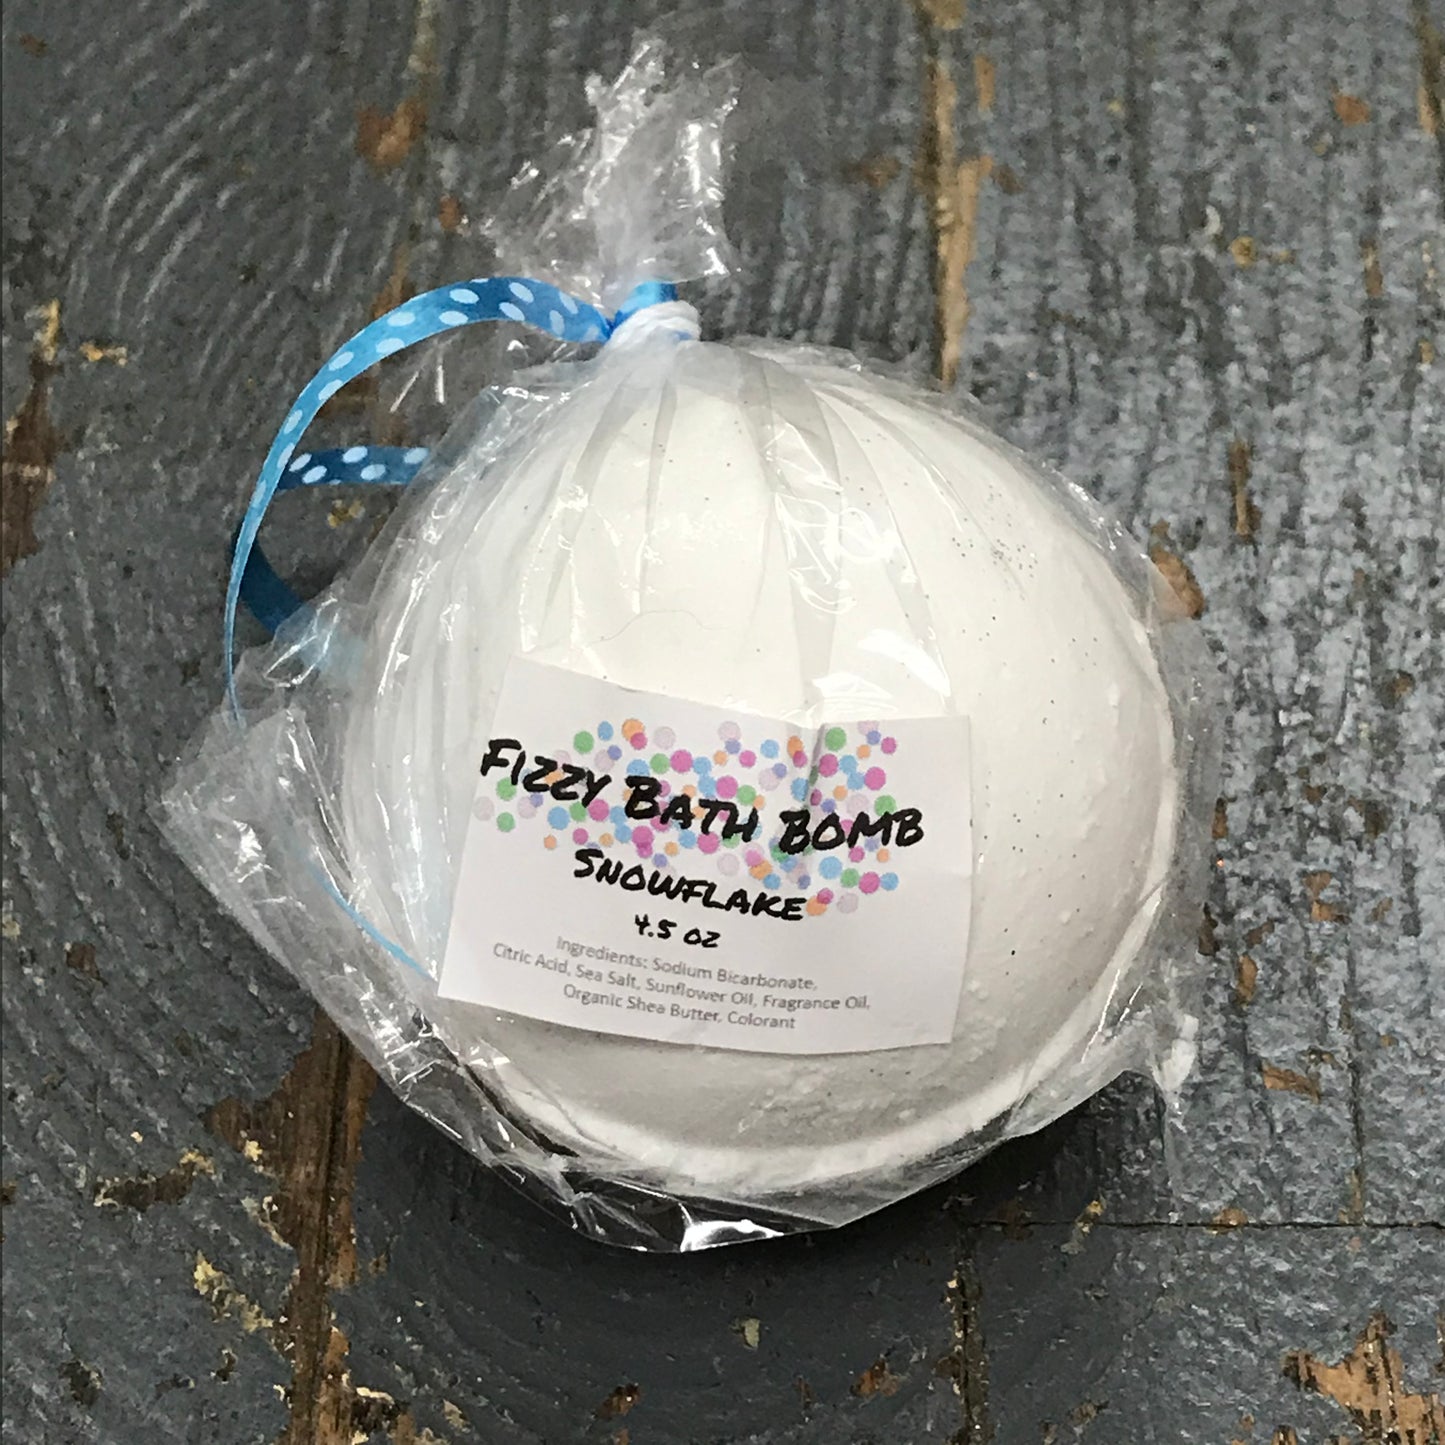 Fizzy Bath Bomb
Snowflake
4.5 oz
Ingredients: Sodium Bicarbonate,
Citric Acid, Sea Salt, Sunflower Oil, Fragrance Oil,
Organic Shea Butter, Colorant